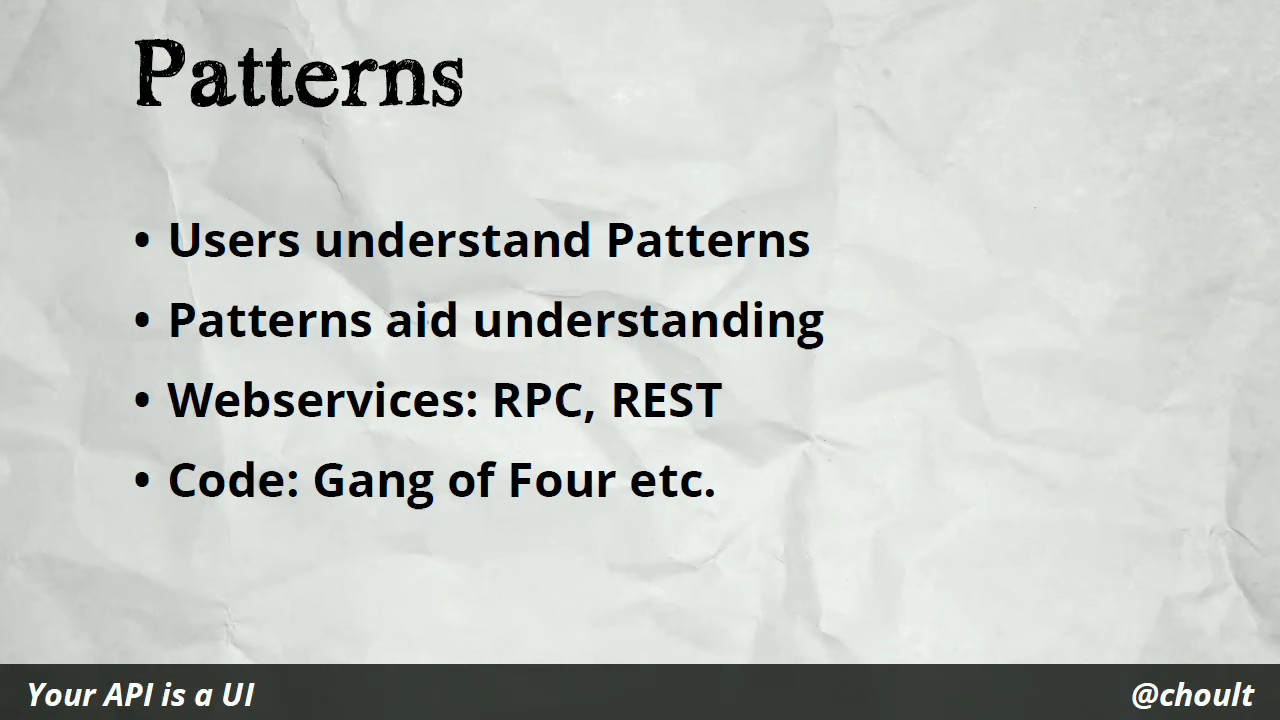 Patterns
• Users understand Patterns
• Patterns aid understanding
• Webservices: RPC, REST
• Code: Gang of Four etc.
Your API is a UI
@choult